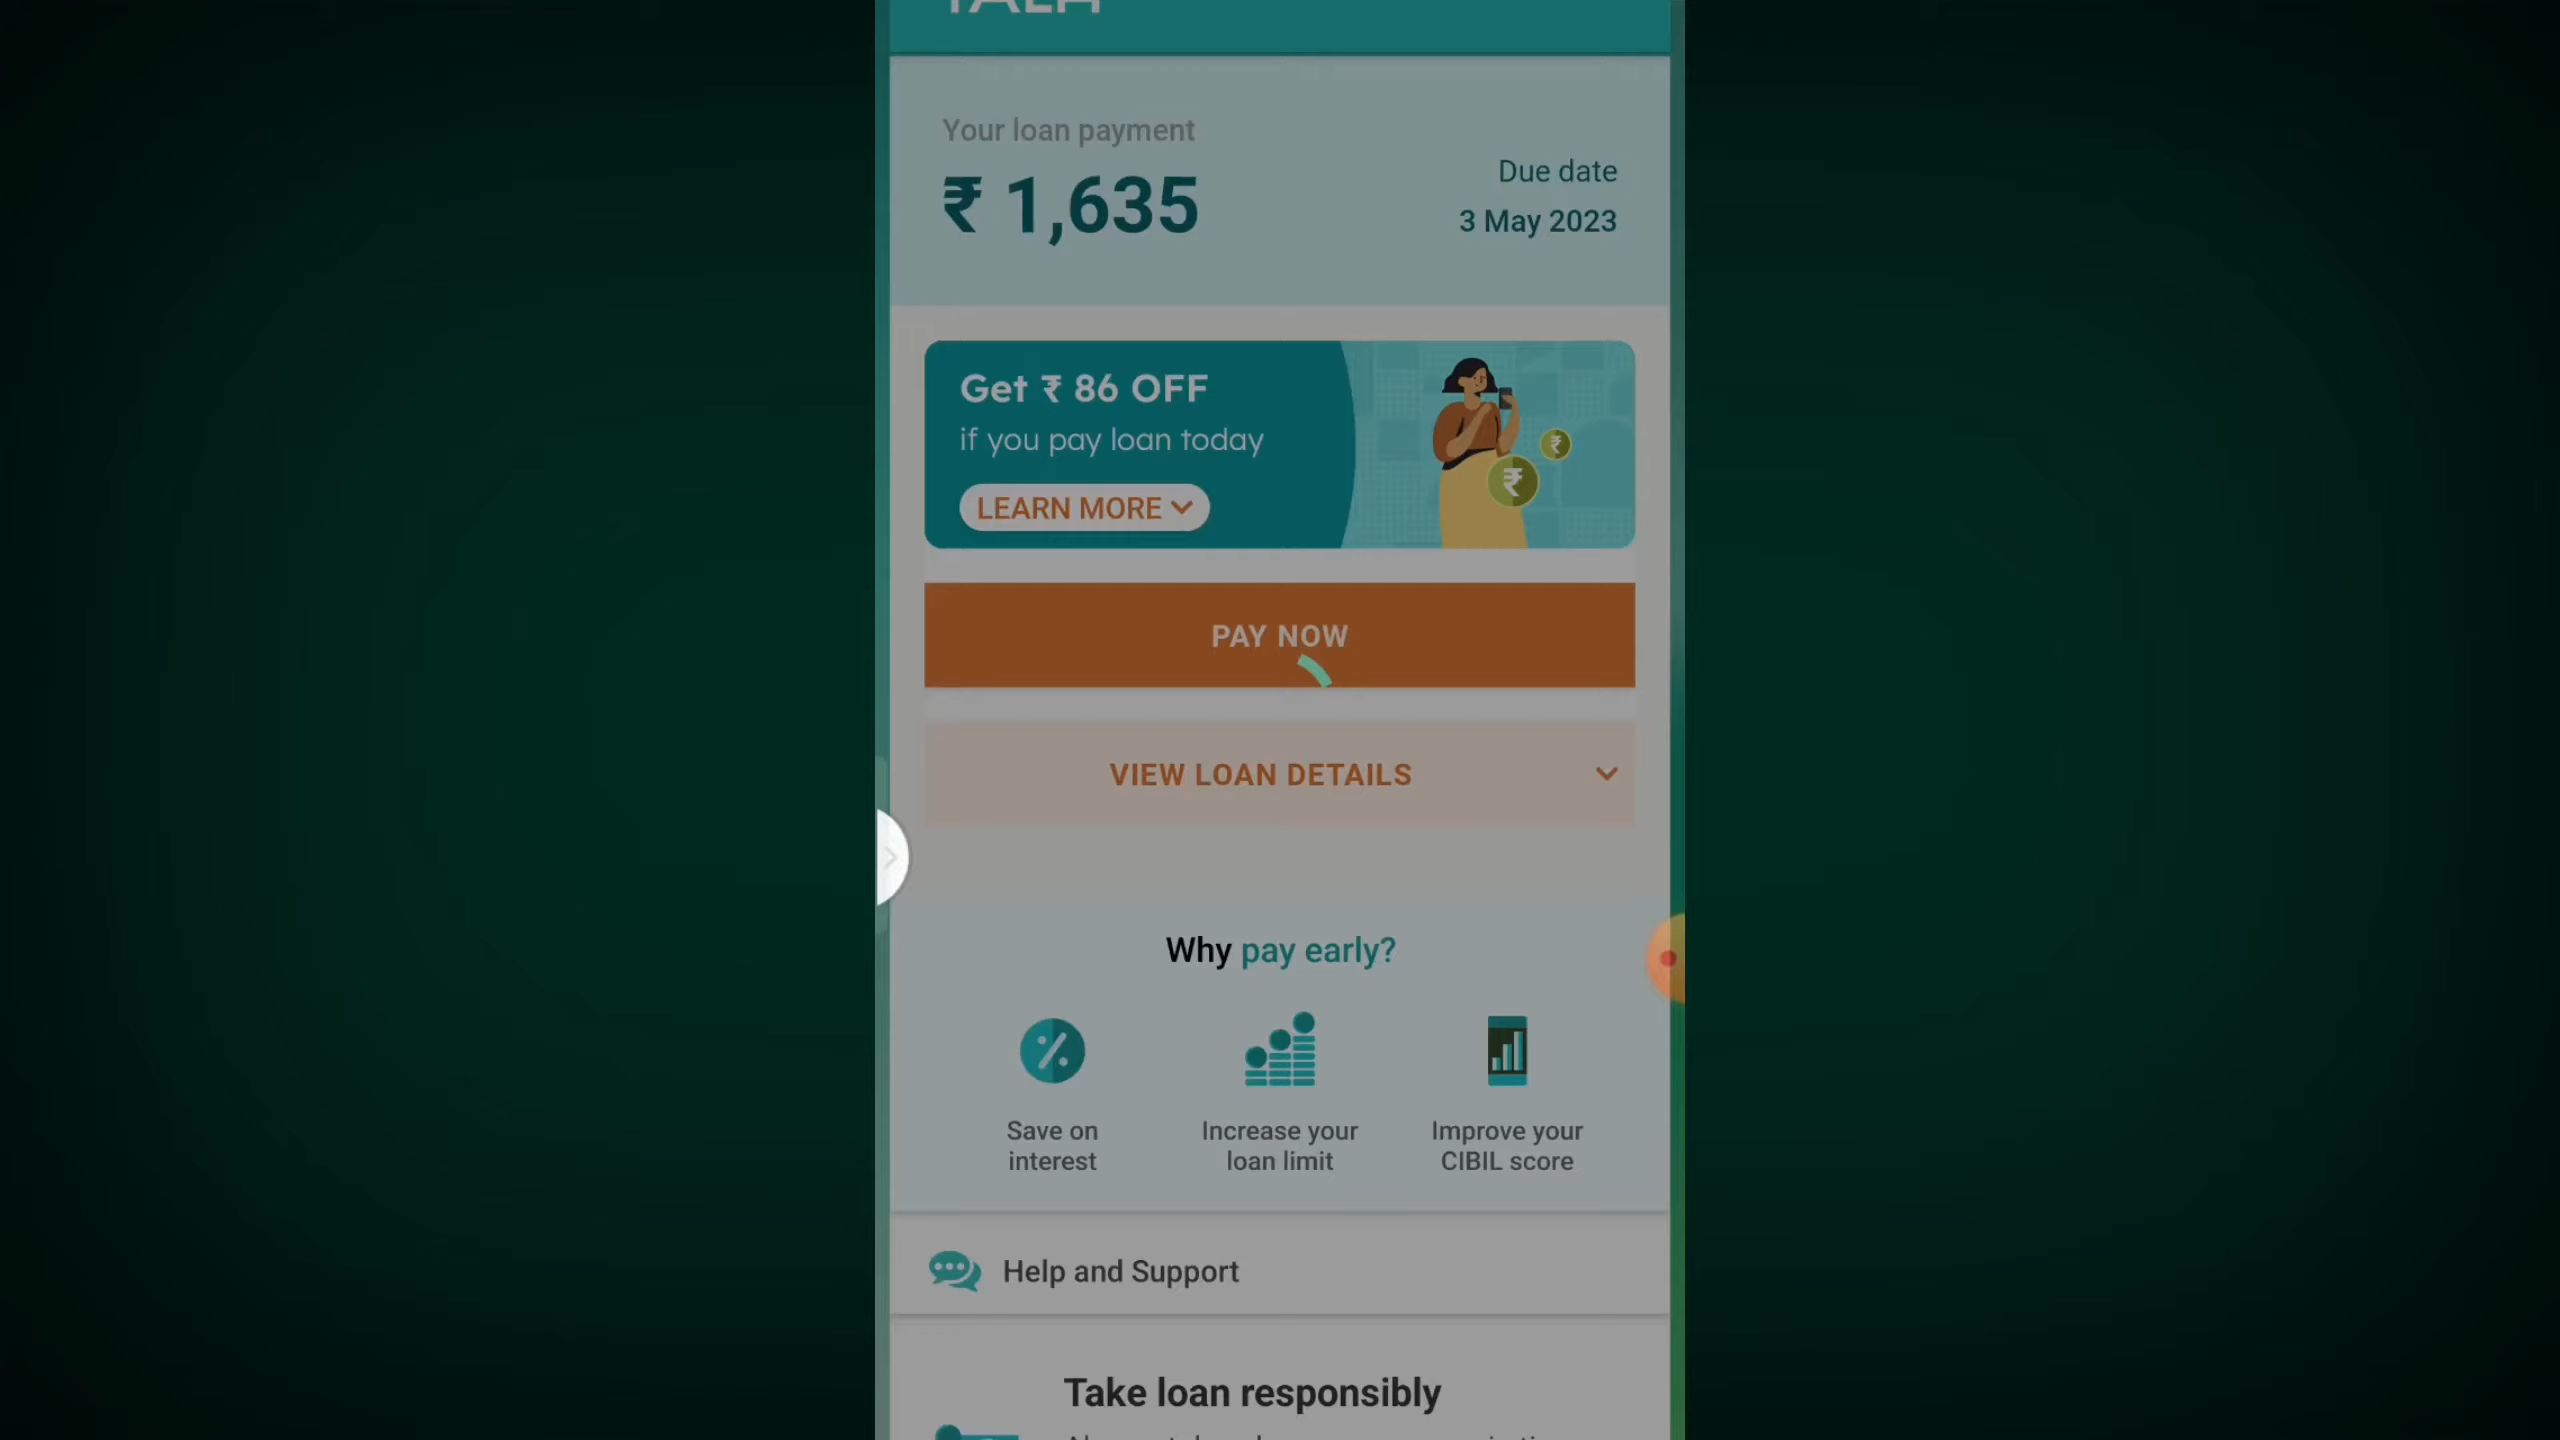 Your loan payment
₹ 1,635
Due date
3 May 2023
Get ₹ 86 OFF
if you pay loan today
LEARN MORE
PAY NOW
VIEW LOAN DETAILS
Why pay early?
Save on
interest
Increase your
loan limit
Improve your
CIBIL score
Help and Support
Take loan responsibly